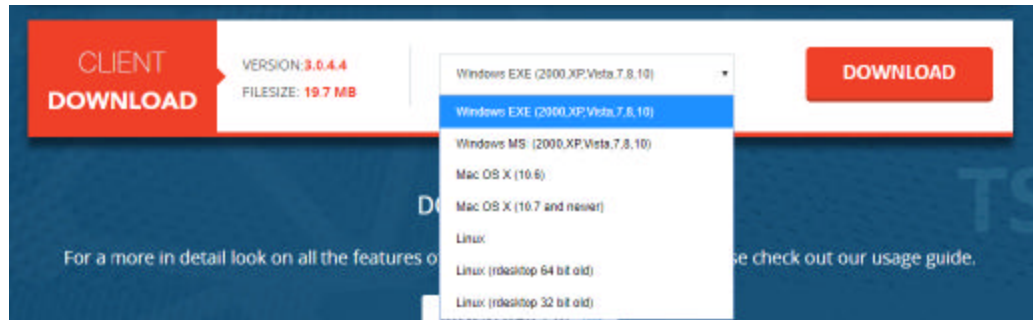 CLIENT
DOWNLOAD
VERSION:3.0.4.4
FILESIZE: 19.7 MB
Windows EXE (2000,XP,Vista,7,8,10)
DOWNLOAD
Windows EXE (2000,XP,Vista,7,8,10)
Windows MSI (2000,XP,Vista,7,8,10)
Mac OS X (10.6)
Mac OS X (10.7 and newer)
Linux
Linux (rdesktop 64 bit old)
Linux (rdesktop 32 bit old)
D
TS
For a more in detail look on all the features o
se check out our usage guide.